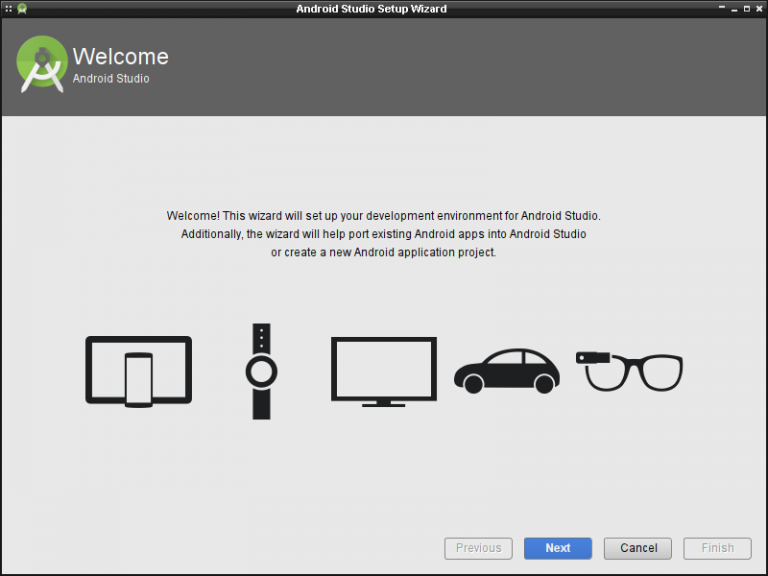 Android Studio Setup Wizard
Welcome
Android Studio
Welcome! This wizard will set up your development environment for Android Studio.
Additionally, the wizard will help port existing Android apps into Android Studio
or create a new Android application project.
Previous
Next
Cancel
Finish